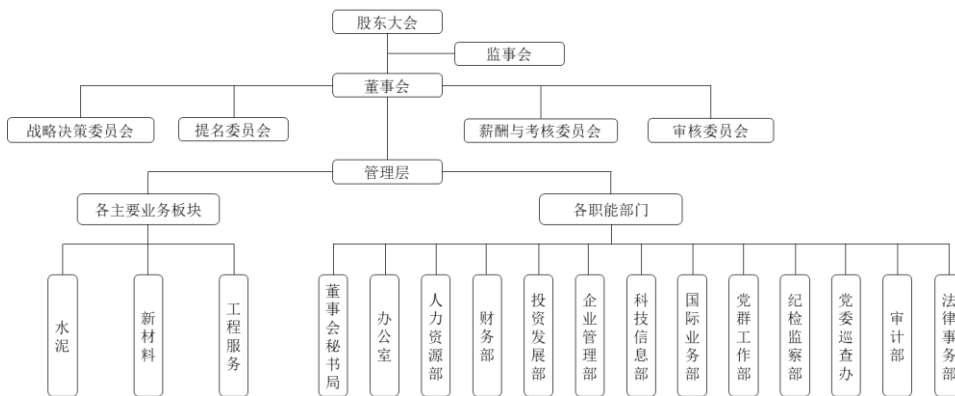 股东大会
监事会
董事会
战略决策委员会
提名委员会
薪酬与考核委员会
审核委员会
管理层
各主要业务板块
各职能部门
水泥
新材料
工程服务
董事会秘书局
办公室
人力资源部
财务部
投资发展部
企业管理部
科技信息部
国际业务部
党群工作部
纪检监察部
党委巡查办
审计部
法律事务部